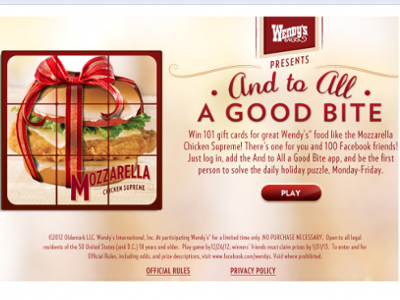 Wendy's
PRESENTS
And to All
A GOOD BITE
Win 101 gift cards for great Wendy's® food like the Mozzarella
Chicken Supreme! There's one for you and 100 Facebook friends!
Just log in, add the And to All a Good Bite app, and be the first
person to solve the daily holiday puzzle, Monday-Friday.
PLAY
MOZZARELLA
CHICKEN SUPREME
©2012 Oldemark LLC. Wendy's International, Inc. At participating Wendy's® for a limited time only. NO PURCHASE NECESSARY. Open to all legal
residents of the 50 United States (and D.C.) 18 years and older. Play game by 12/26/12; winners' friends must claim prizes by 1/31/13. To enter and for
Official Rules, including odds, and prize descriptions, visit www.facebook.com/wendys. Void where prohibited.
OFFICIAL RULES
PRIVACY POLICY